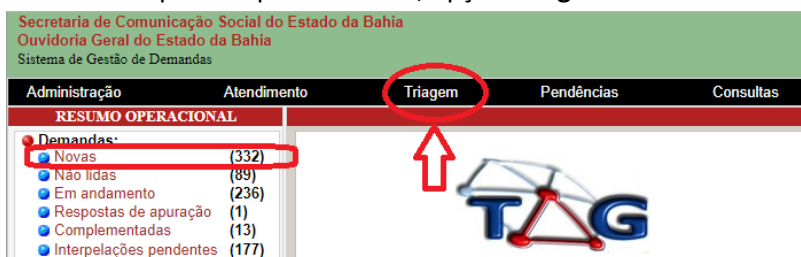 Secretaria de Comunicação Social do Estado da Bahia
Ouvidoria Geral do Estado da Bahia
Sistema de Gestão de Demandas
Administração Atendimento Triagem Pendências Consultas
RESUMO OPERACIONAL
Demandas:
Novas (332)
Não lidas (89)
Em andamento (236)
Respostas de apuração (1)
Complementadas (13)
Interpelações pendentes (177)
TAG